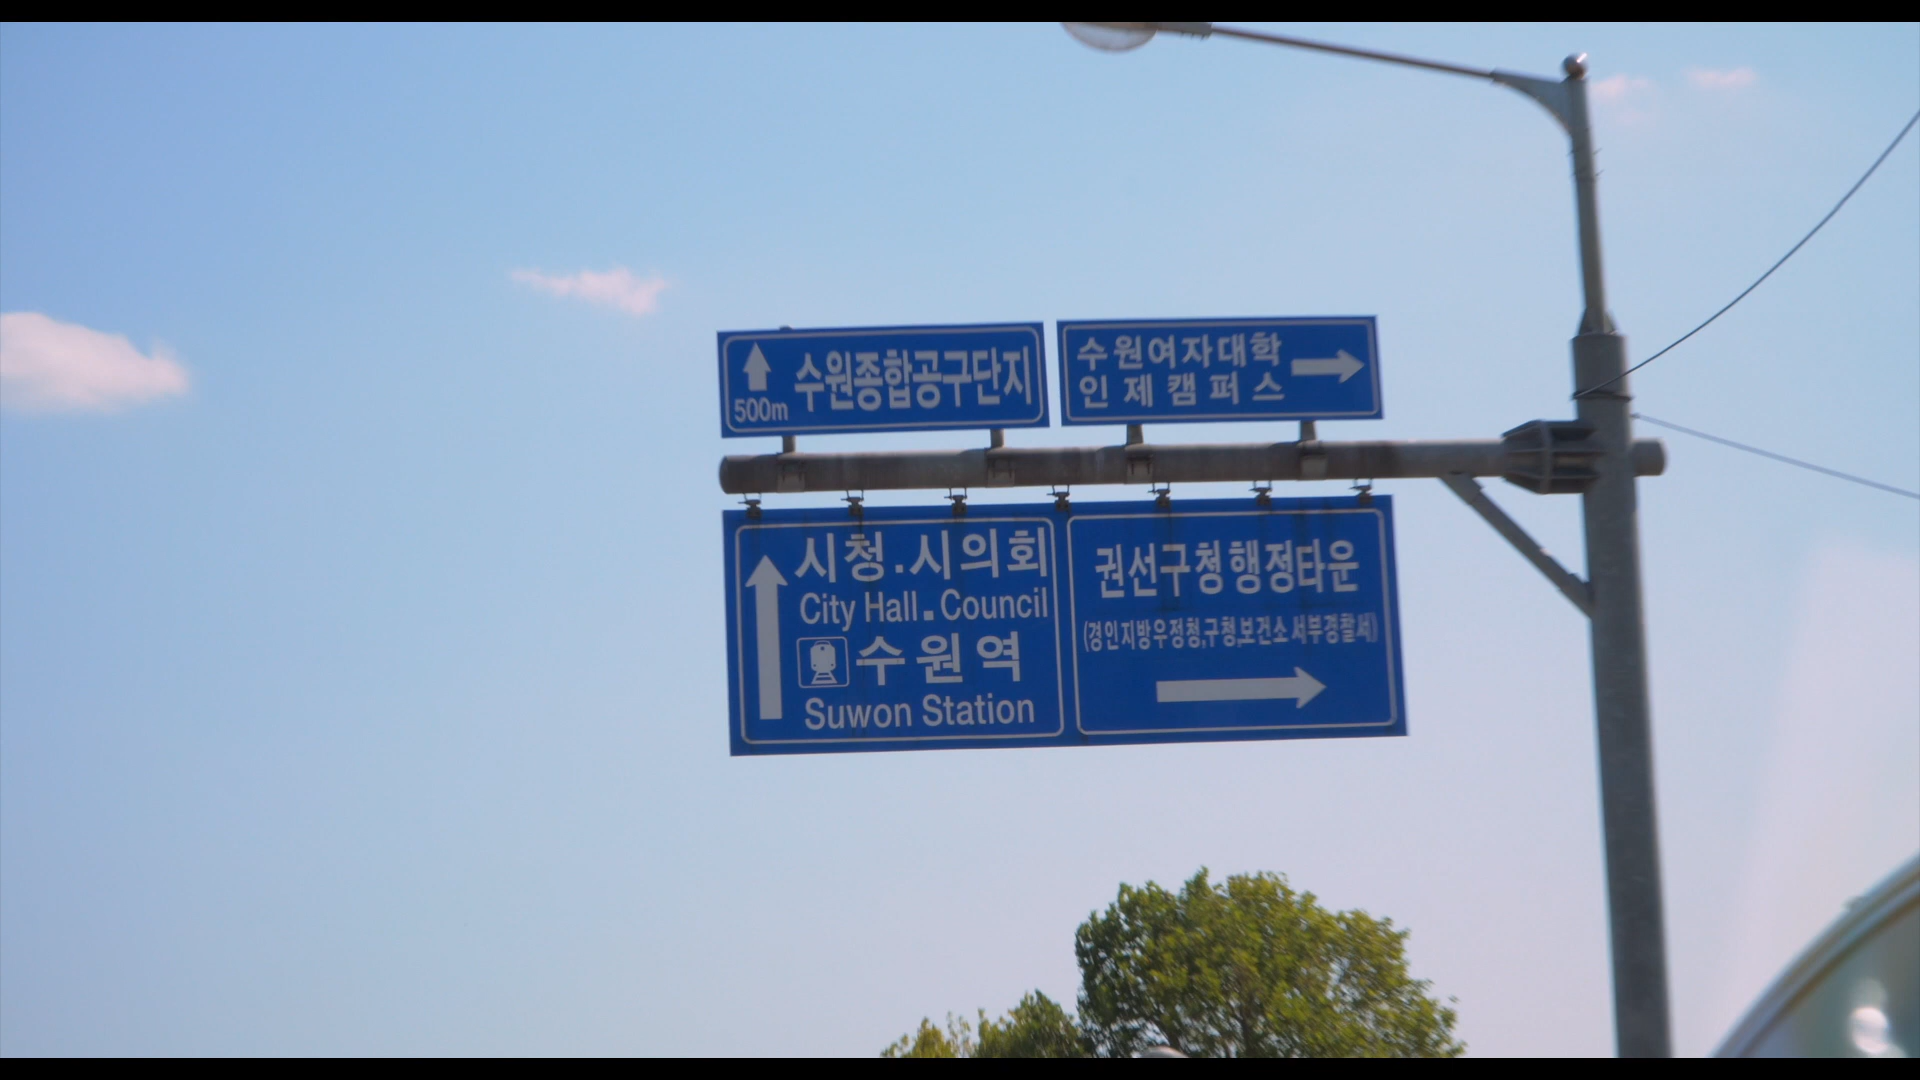 수원종합공구단지
500m
수원여자대학
인제캠퍼스
시청.시의회
City Hall.Council
수원역
Suwon Station
권선구청행정타운
(경인지방우정청,구청,보건소 서부경찰서)